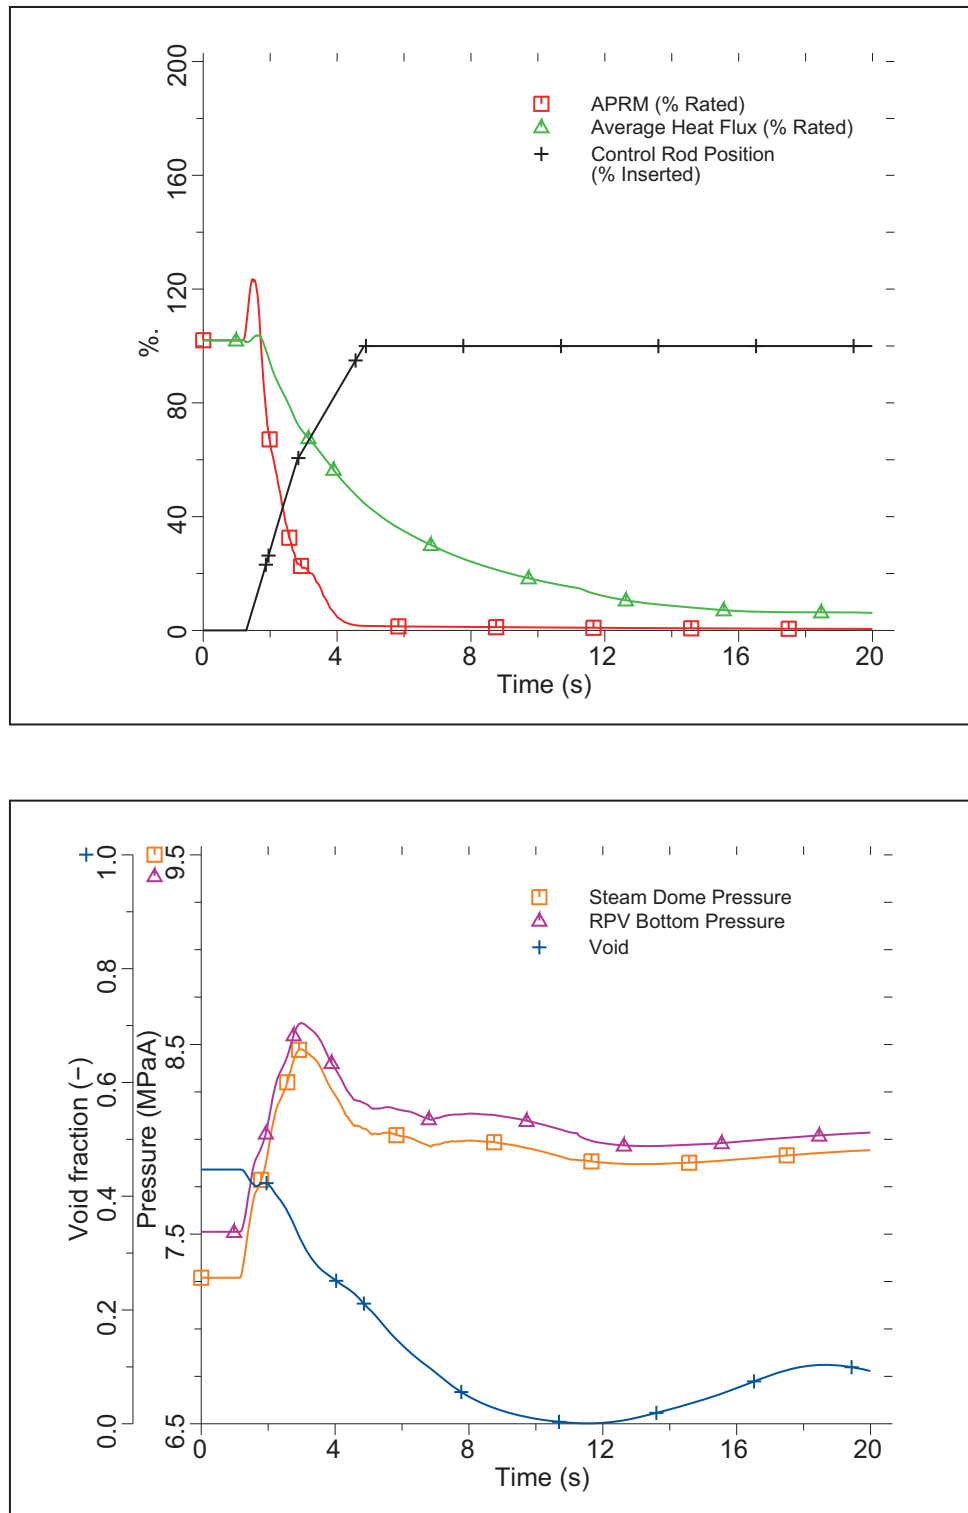 200
160
120
80
40
0
%.
APRM (% Rated)
Average Heat Flux (% Rated)
Control Rod Position
(% Inserted)
0 4 8 12 16 20
Time (s)
1.0
0.8
0.6
0.4
0.2
0.0
Void fraction (−)
9.5
8.5
7.5
6.5
Pressure (MPaA)
Steam Dome Pressure
RPV Bottom Pressure
Void
0 4 8 12 16 20
Time (s)